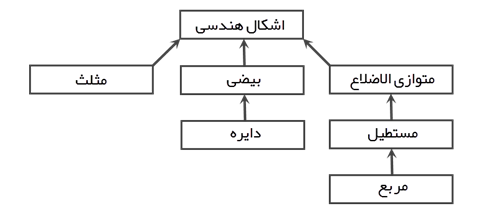 اشکال هندسی
متوازی الاضلاع
بیضی
مثلث
مستطیل
دایره
مربع